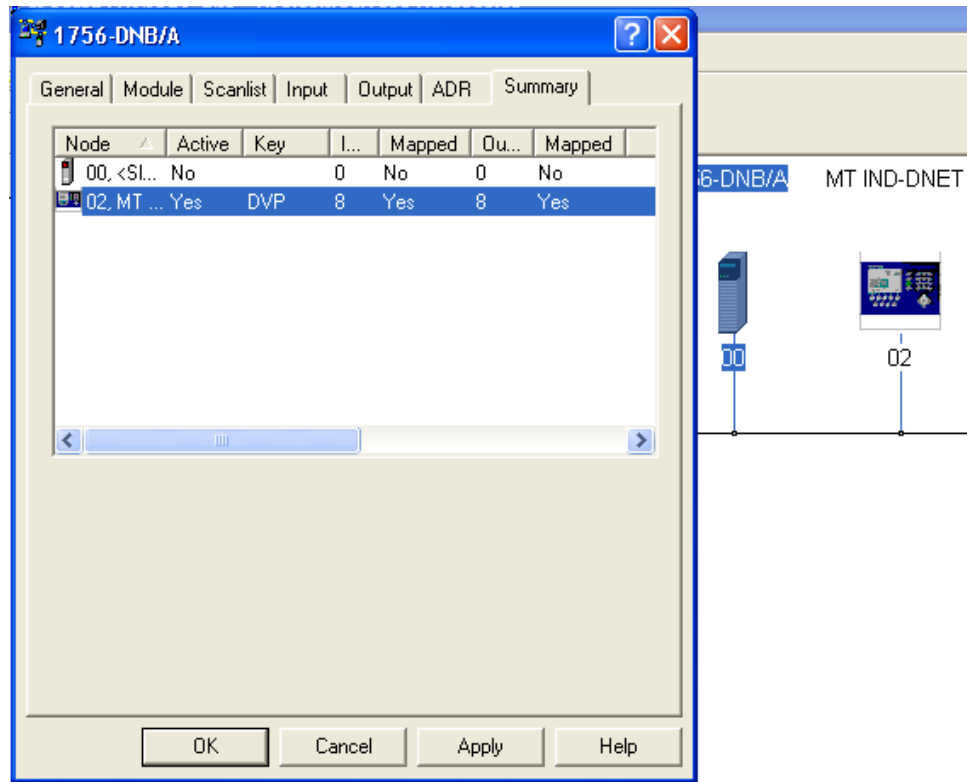 1756-DNB/A
General Module Scanlist Input Output ADR Summary
Node Active Key I... Mapped Ou... Mapped
00, <SI... No 0 No 0 No
02, MT ... Yes DVP 8 Yes 8 Yes
OK Cancel Apply Help
56-DNB/A MT IND-DNET
00 02